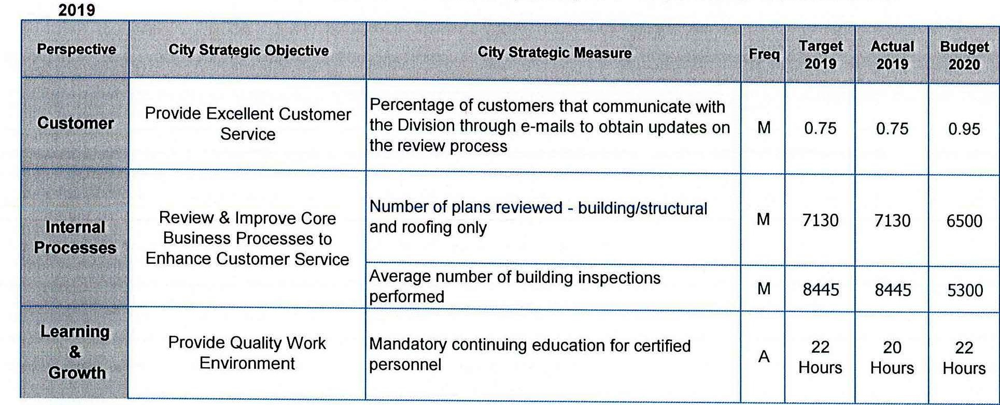 2019
Perspective City Strategic Objective City Strategic Measure Freq Target 2019 Actual 2019 Budget 2020
Customer
Provide Excellent Customer
Service
Percentage of customers that communicate with
the Division through e-mails to obtain updates on
the review process
M 0.75 0.75 0.95
Internal
Processes
Review & Improve Core
Business Processes to
Enhance Customer Service
Number of plans reviewed - building/structural
and roofing only
M 7130 7130 6500
Average number of building inspections
performed
M 8445 8445 5300
Learning
&
Growth
Provide Quality Work
Environment
Mandatory continuing education for certified
personnel
A
22
Hours
20
Hours
22
Hours